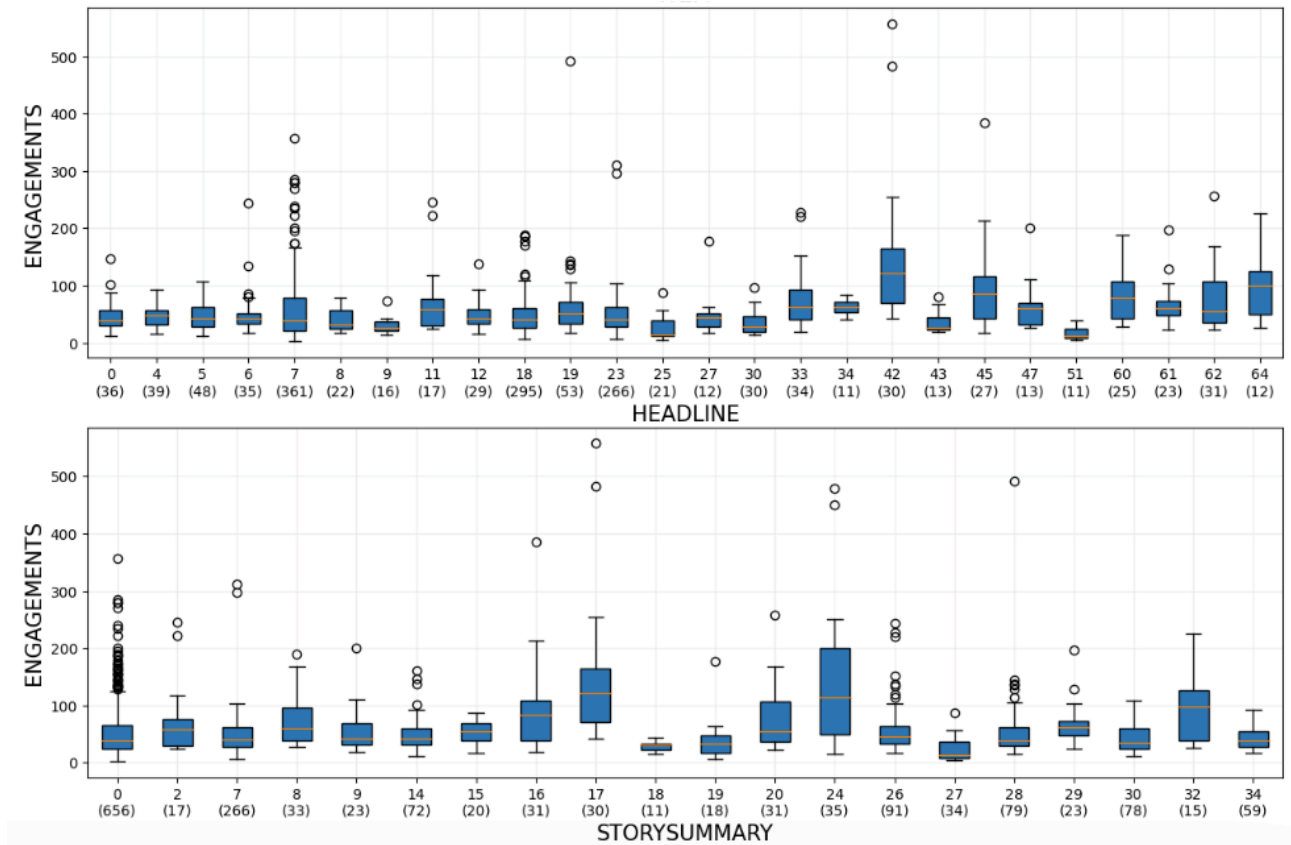 500
400
300
200
100
0
ENGAGEMENTS
0 4 5 6 7 8 9 11 12 18 19 23 25 27 30 33 34 42 43 45 47 51 60 61 62 64
(36) (39) (48) (35) (361) (22) (16) (17) (29) (295) (53) (266) (21) (12) (30) (34) (11) (30) (13) (27) (13) (11) (25) (23) (31) (12)
HEADLINE
500
400
300
200
100
0
ENGAGEMENTS
0 2 7 8 9 14 15 16 17 18 19 20 24 26 27 28 29 30 32 34
(656) (17) (266) (33) (23) (72) (20) (31) (30) (11) (18) (31) (35) (91) (34) (79) (23) (78) (15) (59)
STORYSUMMARY